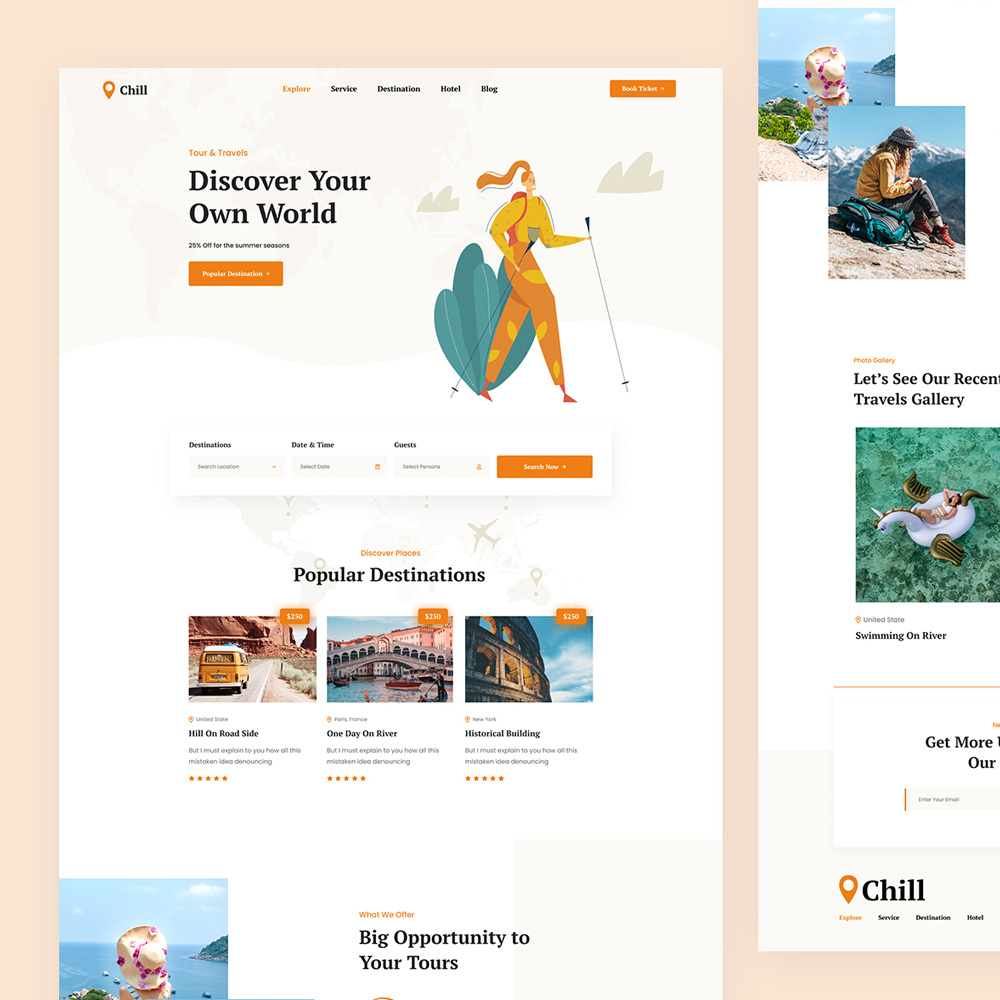 Chill
Explore Service Destination Hotel Blog
Book Ticket →
Tour & Travels
Discover Your
Own World
25% Off for the summer seasons
Popular Destination →
Destinations
Search Location
Date & Time
Select Date
Guests
Select Persons
Search Now →
Discover Places
Popular Destinations
$250
United State
Hill On Road Side
But I must explain to you how all this
mistaken idea denouncing
$250
Paris, France
One Day On River
But I must explain to you how all this
mistaken idea denouncing
$250
New York
Historical Building
But I must explain to you how all this
mistaken idea denouncing
What We Offer
Big Opportunity to
Your Tours
Photo Gallery
Let's See Our Recent
Travels Gallery
United State
Swimming On River
Ne
Get More
Our
Enter Your Email
Chill
Explore Service Destination Hotel